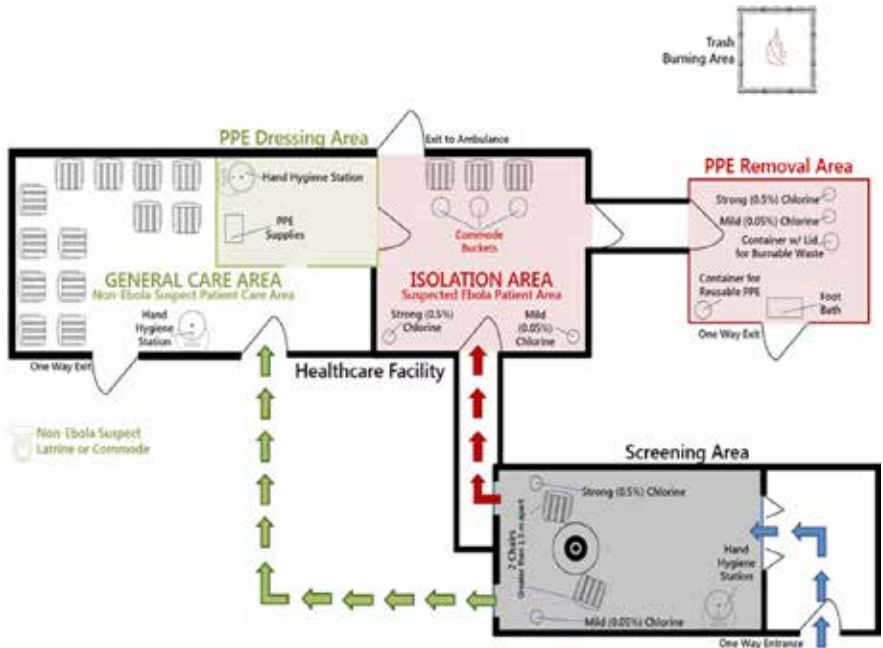 Trash
Burning Area
PPE Dressing Area
Exit to Ambulance
PPE Removal Area
Hand Hygiene Station
PPE
Supplies
Commode
Buckets
Strong (0.5%) Chlorine
Mild (0.05%) Chlorine
Container w/ Lid
for Burnable Waste
GENERAL CARE AREA
Non-Ebola Suspect Patient Care Area
ISOLATION AREA
Suspected Ebola Patient Area
Container for
Reusable PPE
Foot
Bath
Hand
Hygiene
Station
Strong (0.5%)
Chlorine
Mild
(0.05%)
Chlorine
One Way Exit
One Way Exit
Healthcare Facility
Non-Ebola Suspect
Latrine or Commode
Screening Area
Strong (0.5%) Chlorine
2 Chairs
Greater than 1.5 m apart
Hand
Hygiene
Station
Mild (0.05%) Chlorine
One Way Entrance